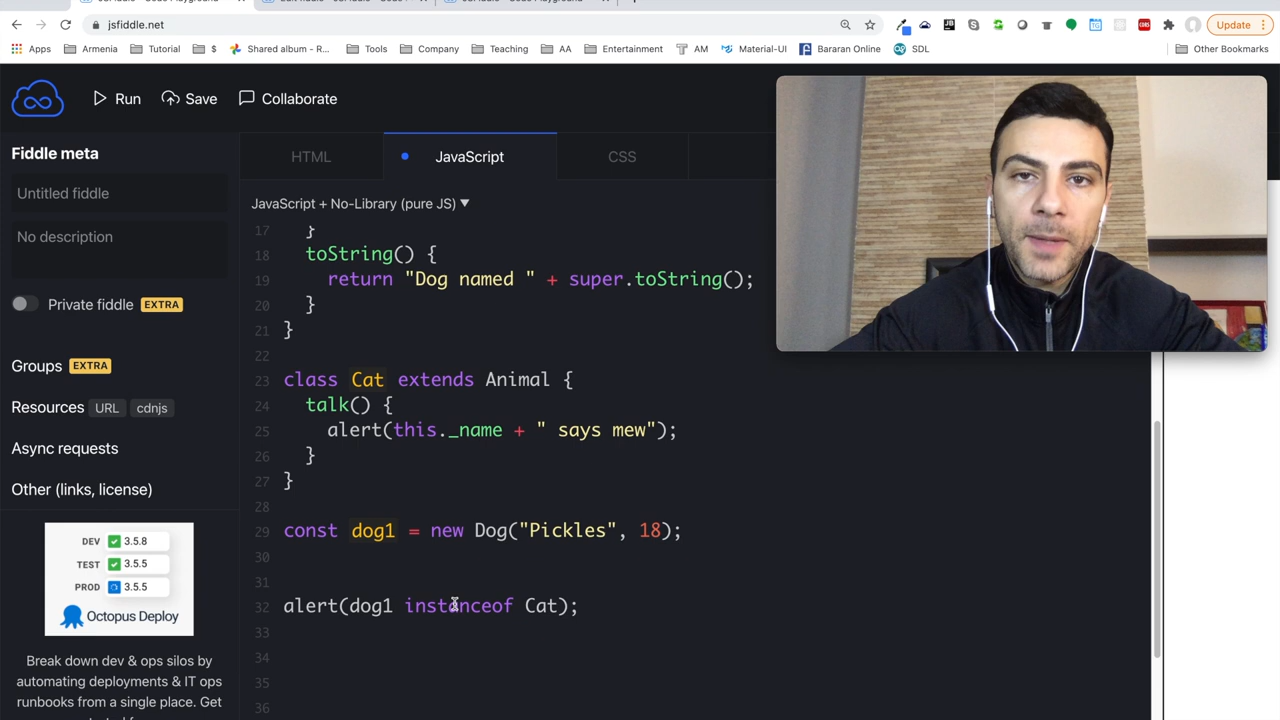 jsfiddle.net
Update
Apps
Armenia
Tutorial
$
Shared album - R...
Tools
Company
Teaching
AA
Entertainment
AM
Material-UI
Bararan Online
SDL
Other Bookmarks
Run
Save
Collaborate
Fiddle meta
Untitled fiddle
No description
Private fiddle EXTRA
Groups EXTRA
Resources URL cdnjs
Async requests
Other (links, license)
DEV 3.5.8
TEST 3.5.5
PROD 3.5.5
Octopus Deploy
Break down dev & ops silos by
automating deployments & IT ops
runbooks from a single place. Get
HTML
JavaScript
CSS
JavaScript + No-Library (pure JS) ▼
17 }
18 toString() {
19 return "Dog named " + super.toString();
20 }
21 }
22
23 class Cat extends Animal {
24 talk() {
25 alert(this._name + " says mew");
26 }
27 }
28
29 const dog1 = new Dog("Pickles", 18);
30
31
32 alert(dog1 instanceof Cat);
33
34
35
36